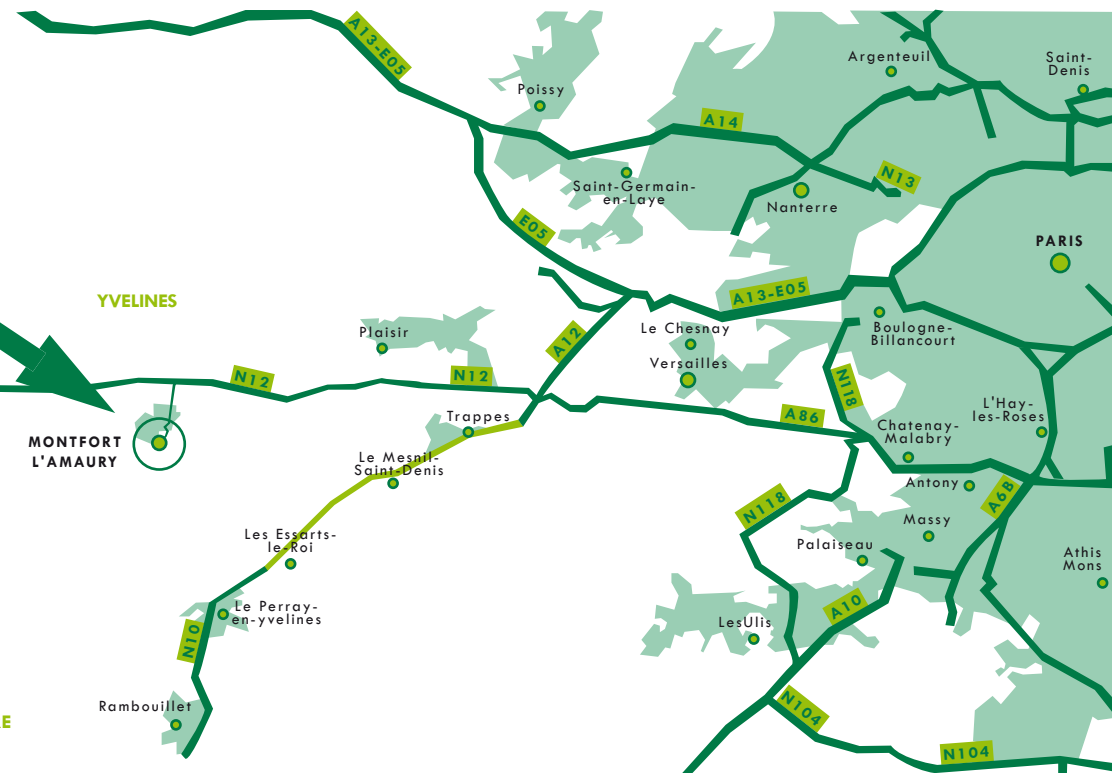 A13-E05
Argenteuil
Saint-
Denis
Poissy
A14
N13
Saint-Germain-
en-Laye
Nanterre
E05
PARIS
YVELINES
A13-E05
Plaisir
A12
Le Chesnay
Boulogne-
Billancourt
Versailles
N12
N12
N118
Trappes
A86
L'Hay-
les-Roses
Chatenay-
Malabry
MONTFORT
L'AMAURY
Le Mesnil-
Saint-Denis
Antony
A6B
N118
Massy
Les Essarts-
le-Roi
Palaiseau
Athis
Mons
Le Perray-
en-yvelines
A10
LesUlis
N10
Rambouillet
N104
RE
N104